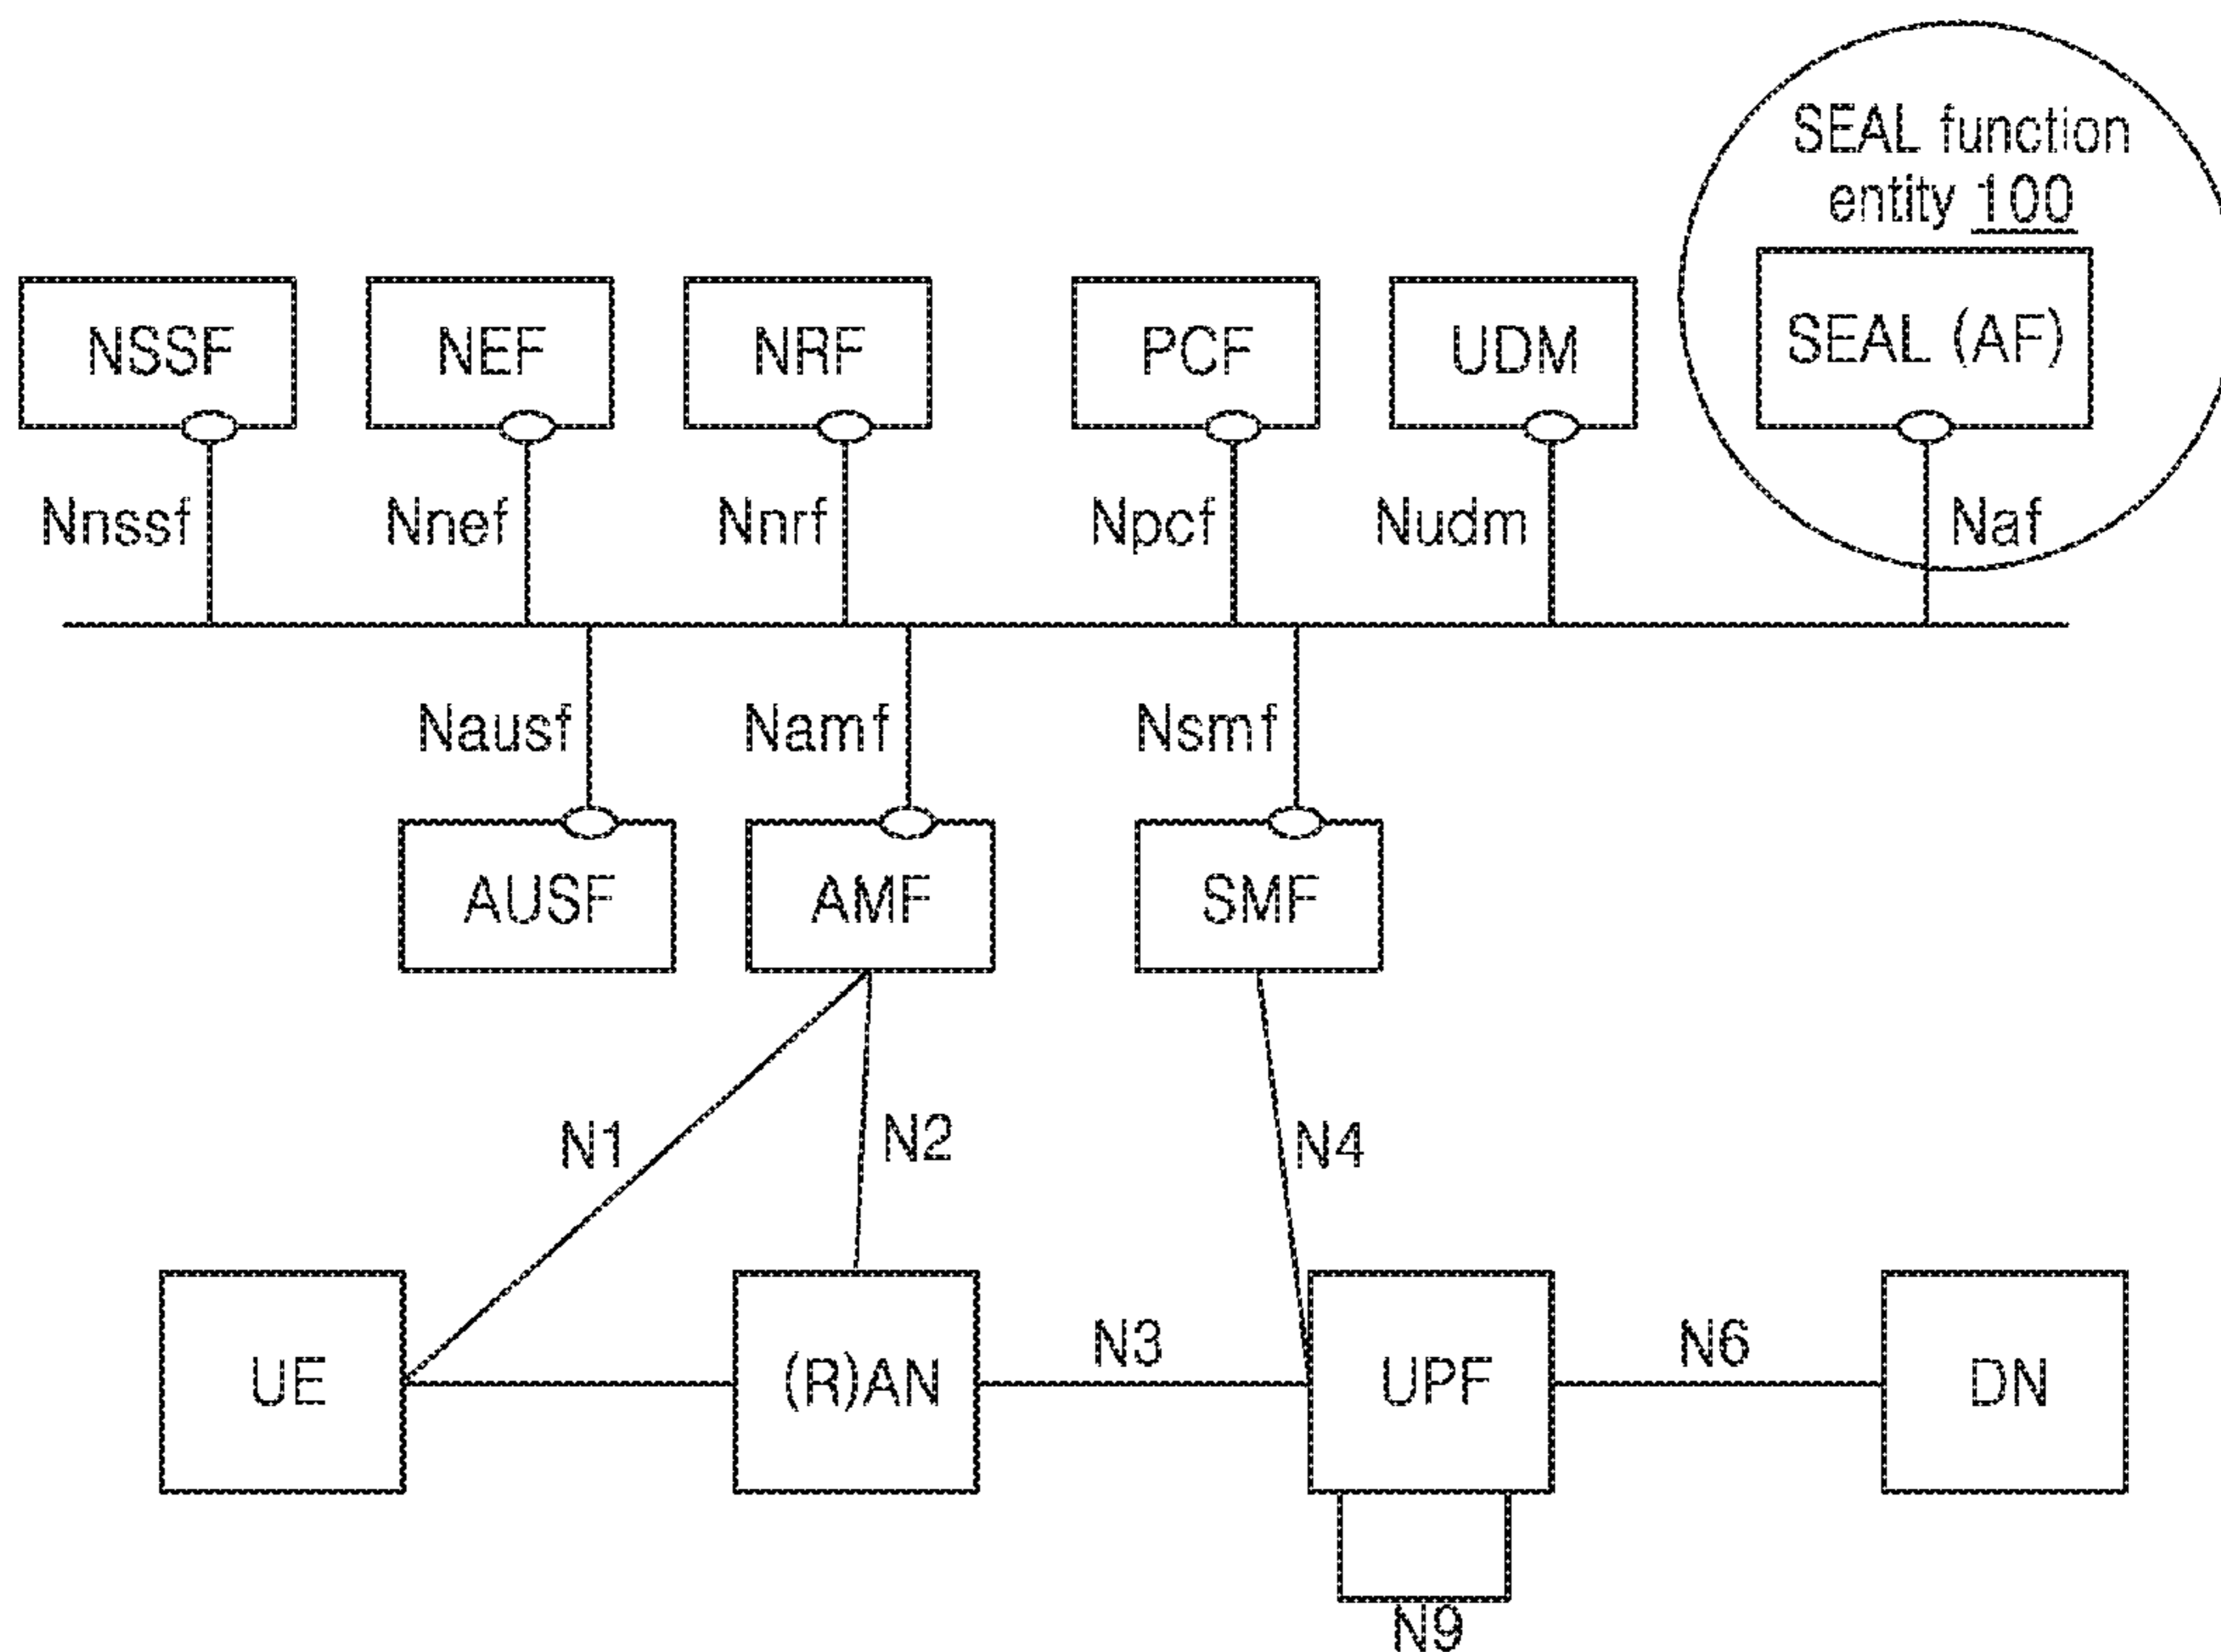 SEAL function
entity 100
NSSF
NEF
NRF
PCF
UDM
SEAL (AF)
Nnssf
Nnef
Nnrf
Npcf
Nudm
Naf
Nausf
Namf
Nsmf
AUSF
AMF
SMF
N1
N2
N4
UE
(R)AN
N3
UPF
N6
DN
N9